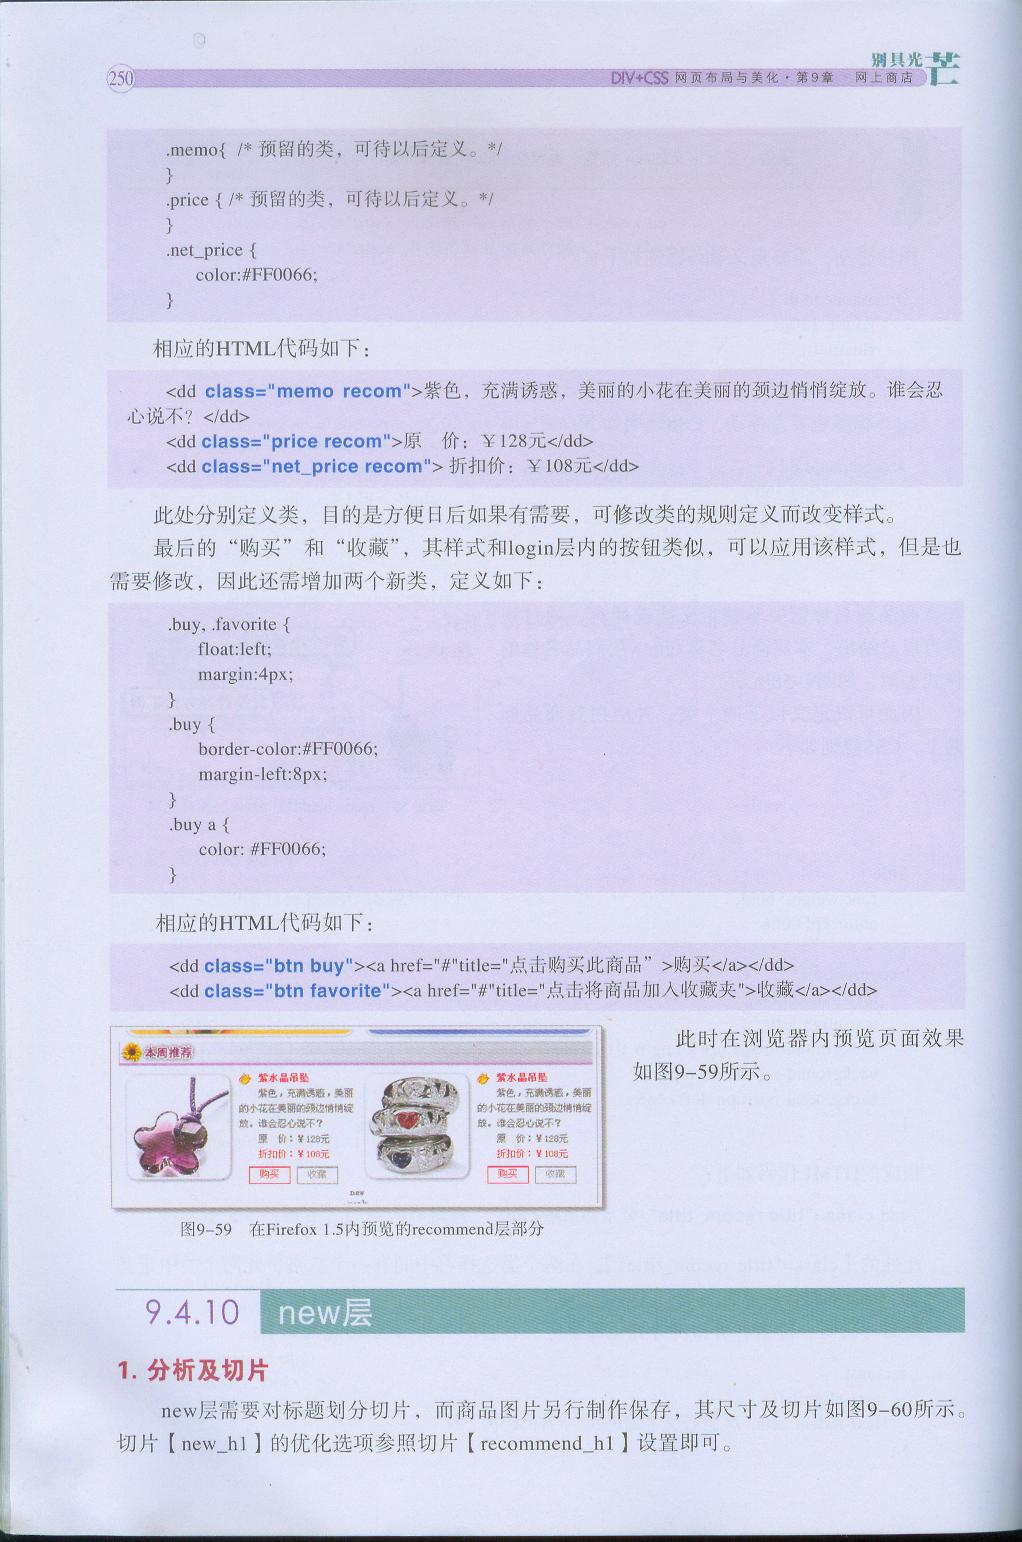 250
别具光芒
DIV+CSS 网页布局与美化·第9章 网上商店
.memo{ /* 预留的类，可待以后定义。*/
}
.price { /* 预留的类，可待以后定义。*/
}
.net_price {
color:#FF0066;
}
相应的HTML代码如下：
<dd class="memo recom">紫色，充满诱惑，美丽的小花在美丽的颈边悄悄绽放。谁会忍
心说不？</dd>
<dd class="price recom">原 价：￥128元</dd>
<dd class="net_price recom"> 折扣价：￥108元</dd>
此处分别定义类，目的是方便日后如果有需要，可修改类的规则定义而改变样式。
最后的“购买”和“收藏”，其样式和login层内的按钮类似，可以应用该样式，但是也
需要修改，因此还需增加两个新类，定义如下：
.buy, .favorite {
float:left;
margin:4px;
}
.buy {
border-color:#FF0066;
margin-left:8px;
}
.buy a {
color: #FF0066;
}
相应的HTML代码如下：
<dd class="btn buy"><a href="#"title="点击购买此商品” >购买</a></dd>
<dd class="btn favorite"><a href="#"title="点击将商品加入收藏夹">收藏</a></dd>
此时在浏览器内预览页面效果
如图9-59所示。
本周推荐
紫水晶吊坠
紫色，充满诱惑，美丽
的小花在美丽的颈边悄悄绽
放。谁会忍心说不？
原 价：￥128元
折扣价：￥108元
购买 收藏
紫水晶吊坠
紫色，充满诱惑，美丽
的小花在美丽的颈边悄悄绽
放。谁会忍心说不？
原 价：￥128元
折扣价：￥108元
购买 收藏
new
图9-59 在Firefox 1.5内预览的recommend层部分
9.4.10 new层
1. 分析及切片
new层需要对标题划分切片，而商品图片另行制作保存，其尺寸及切片如图9-60所示。
切片【new_h1】的优化选项参照切片【recommend_h1】设置即可。